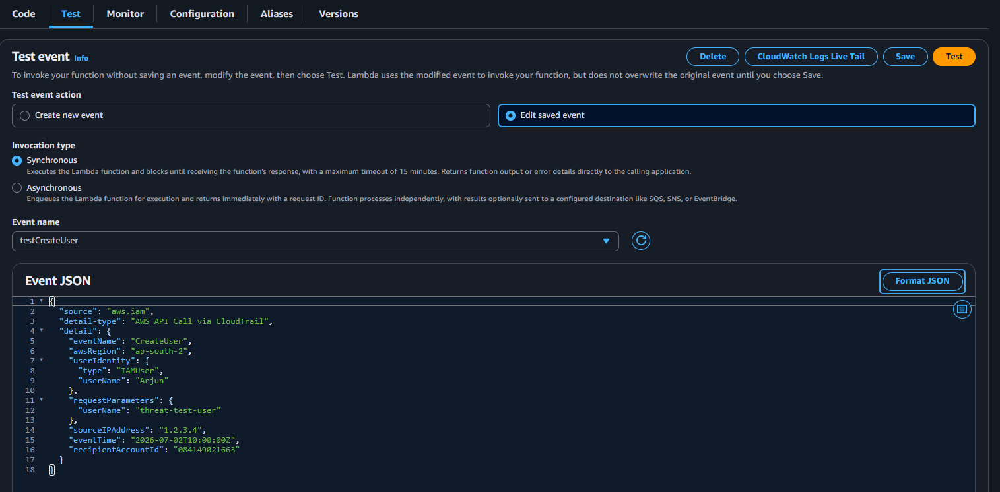 Code Test Monitor Configuration Aliases Versions
Test event Info Delete CloudWatch Logs Live Tail Save Test
To invoke your function without saving an event, modify the event, then choose Test. Lambda uses the modified event to invoke your function, but does not overwrite the original event until you choose Save.
Test event action
Create new event Edit saved event
Invocation type
Synchronous
Executes the Lambda function and blocks until receiving the function's response, with a maximum timeout of 15 minutes. Returns function output or error details directly to the calling application.
Asynchronous
Enqueues the Lambda function for execution and returns immediately with a request ID. Function processes independently, with results optionally sent to a configured destination like SQS, SNS, or EventBridge.
Event name
testCreateUser
Event JSON Format JSON
1 {
2 "source": "aws.iam",
3 "detail-type": "AWS API Call via CloudTrail",
4 "detail": {
5 "eventName": "CreateUser",
6 "awsRegion": "ap-south-2",
7 "userIdentity": {
8 "type": "IAMUser",
9 "userName": "Arjun"
10 },
11 "requestParameters": {
12 "userName": "threat-test-user"
13 },
14 "sourceIPAddress": "1.2.3.4",
15 "eventTime": "2026-07-02T10:00:00Z",
16 "recipientAccountId": "084149021663"
17 }
18 }